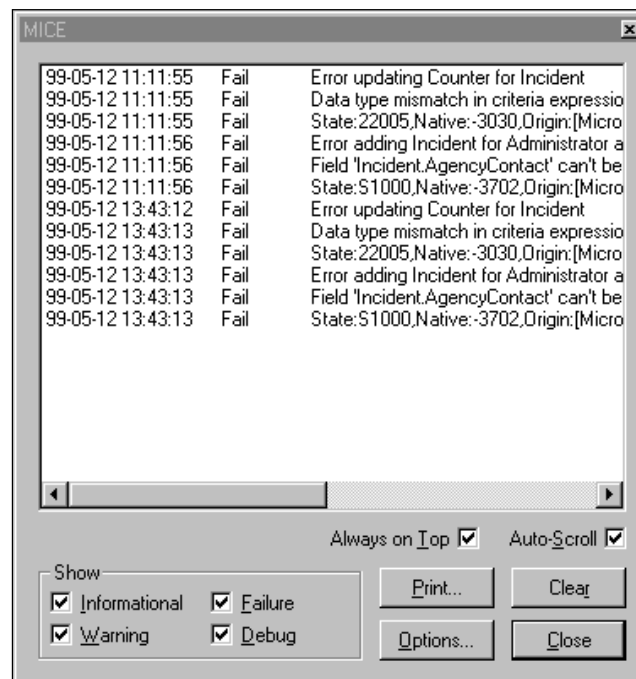 MICE
99-05-12 11:11:55 Fail Error updating Counter for Incident
99-05-12 11:11:55 Fail Data type mismatch in criteria expressio
99-05-12 11:11:55 Fail State:22005,Native:-3030,Origin:[Micro
99-05-12 11:11:56 Fail Error adding Incident for Administrator a
99-05-12 11:11:56 Fail Field 'Incident.AgencyContact' can't be
99-05-12 11:11:56 Fail State:S1000,Native:-3702,Origin:[Micro
99-05-12 13:43:12 Fail Error updating Counter for Incident
99-05-12 13:43:13 Fail Data type mismatch in criteria expressio
99-05-12 13:43:13 Fail State:22005,Native:-3030,Origin:[Micro
99-05-12 13:43:13 Fail Error adding Incident for Administrator a
99-05-12 13:43:13 Fail Field 'Incident.AgencyContact' can't be
99-05-12 13:43:13 Fail State:S1000,Native:-3702,Origin:[Micro
Always on Top Auto-Scroll
Show
Informational Failure
Warning Debug
Print... Clear
Options... Close